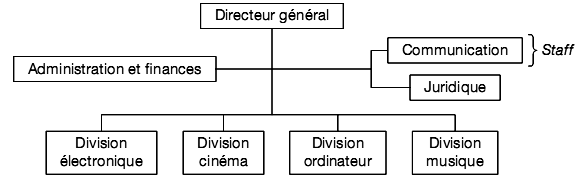 Directeur général
Communication
Staff
Administration et finances
Juridique
Division
électronique
Division
cinéma
Division
ordinateur
Division
musique